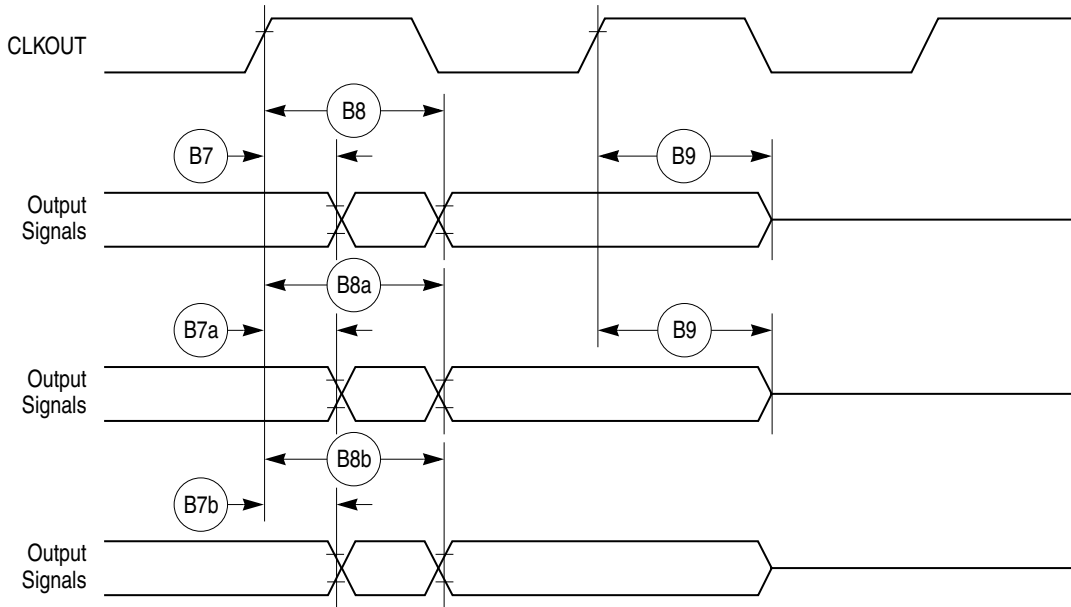 CLKOUT
B8
B7
B9
Output
Signals
B8a
B7a
B9
Output
Signals
B8b
B7b
Output
Signals